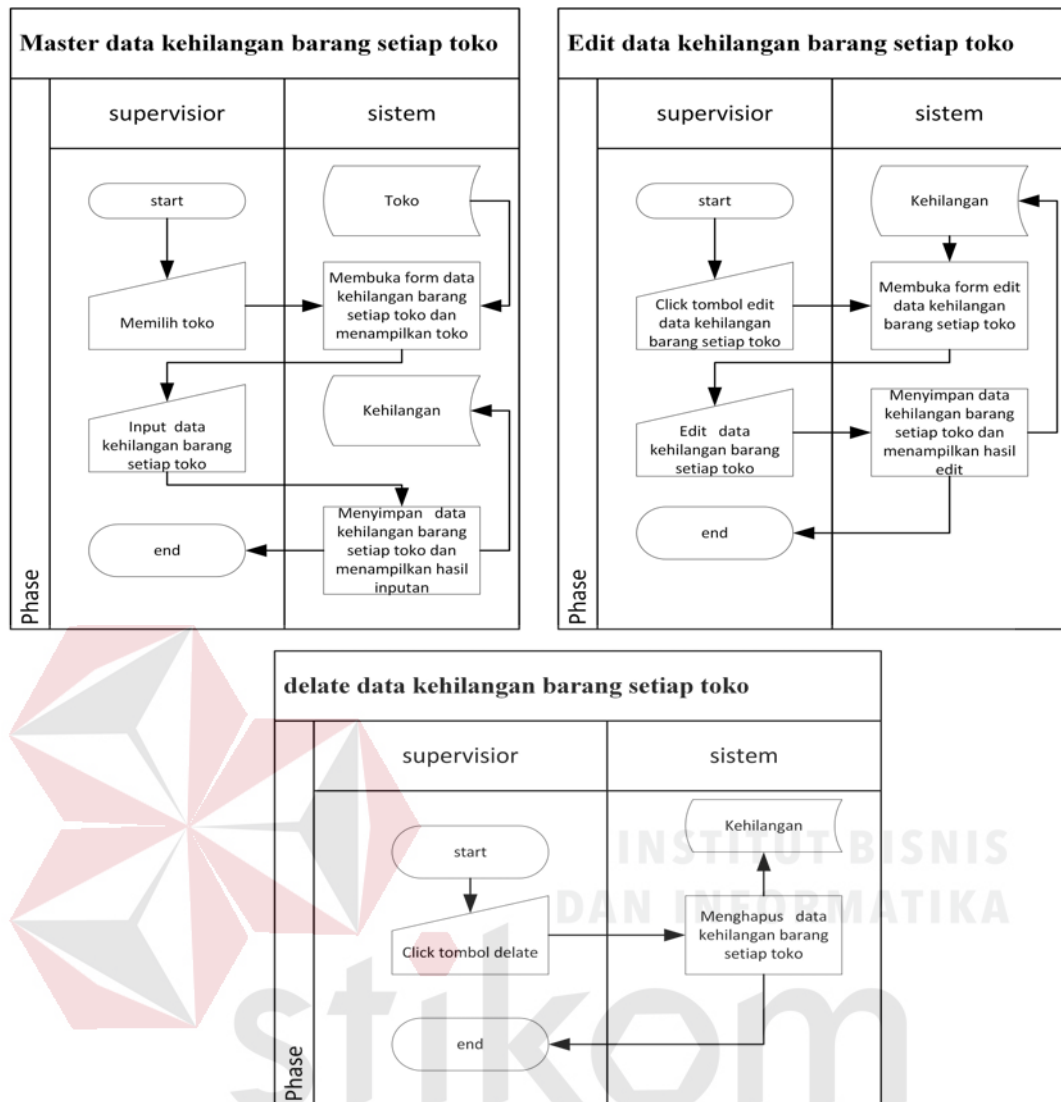 Master data kehilangan barang setiap toko
supervisior
sistem
Phase
start
Toko
Memilih toko
Membuka form data
kehilangan barang
setiap toko dan
menampilkan toko
Input data
kehilangan barang
setiap toko
Kehilangan
Menyimpan data
kehilangan barang
setiap toko dan
menampilkan hasil
inputan
end
Edit data kehilangan barang setiap toko
supervisior
sistem
start
Kehilangan
Click tombol edit
data kehilangan
barang setiap toko
Membuka form edit
data kehilangan
barang setiap toko
Edit data
kehilangan barang
setiap toko
Menyimpan data
kehilangan barang
setiap toko dan
menampilkan hasil
edit
end
Phase
delate data kehilangan barang setiap toko
supervisior
sistem
start
Kehilangan
Click tombol delate
Menghapus data
kehilangan barang
setiap toko
end
Phase
INSTITUT BISNIS
DAN INFORMATIKA
stikom